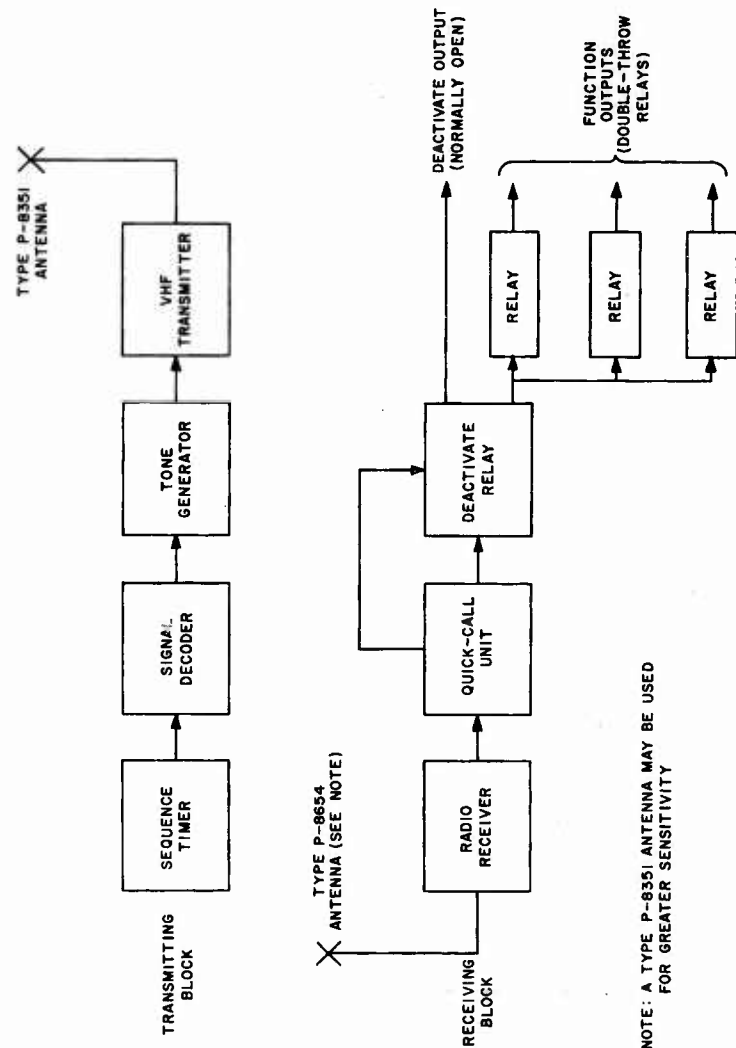 TYPE P-8351
ANTENNA
TRANSMITTING
BLOCK
SEQUENCE
TIMER
SIGNAL
DECODER
TONE
GENERATOR
VHF
TRANSMITTER
TYPE P-8654
ANTENNA (SEE NOTE)
RECEIVING
BLOCK
RADIO
RECEIVER
QUICK-CALL
UNIT
DEACTIVATE
RELAY
DEACTIVATE OUTPUT
(NORMALLY OPEN)
RELAY
RELAY
RELAY
FUNCTION
OUTPUTS
(DOUBLE-THROW
RELAYS)
NOTE: A TYPE P-8351 ANTENNA MAY BE USED
FOR GREATER SENSITIVITY